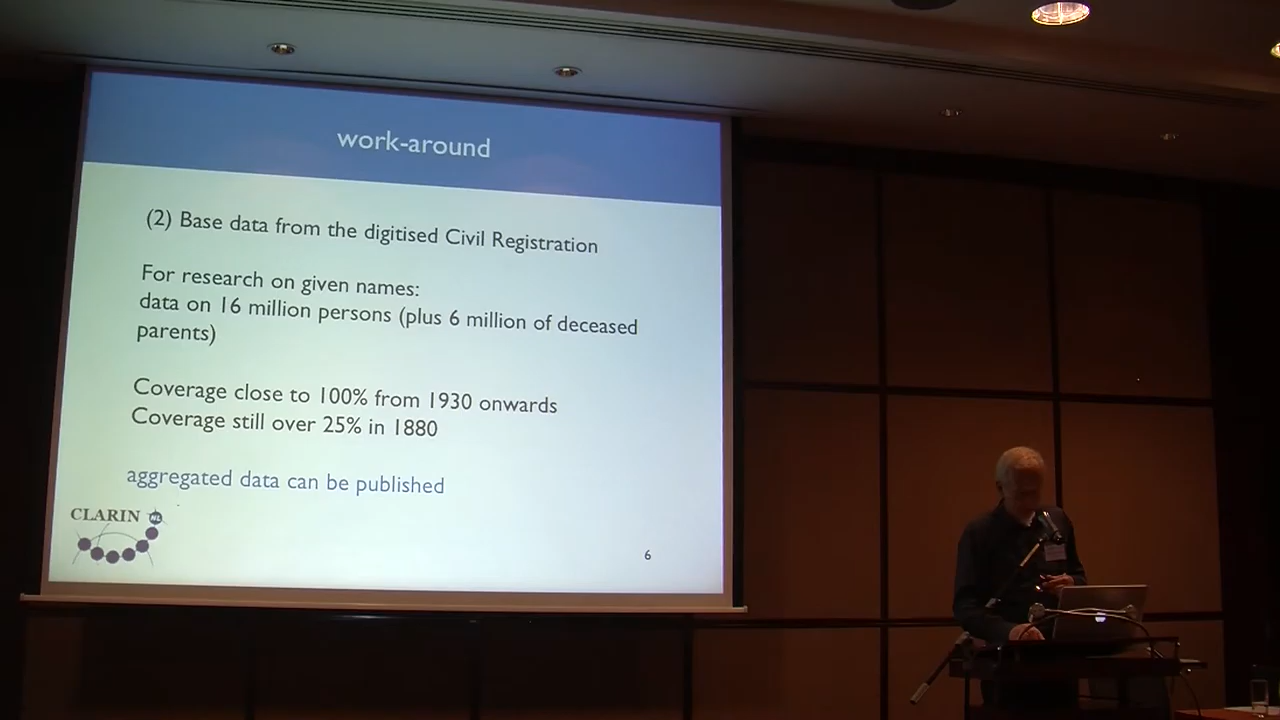 work-around
(2) Base data from the digitised Civil Registration
For research on given names:
data on 16 million persons (plus 6 million of deceased
parents)
Coverage close to 100% from 1930 onwards
Coverage still over 25% in 1880
aggregated data can be published
CLARIN NL
6